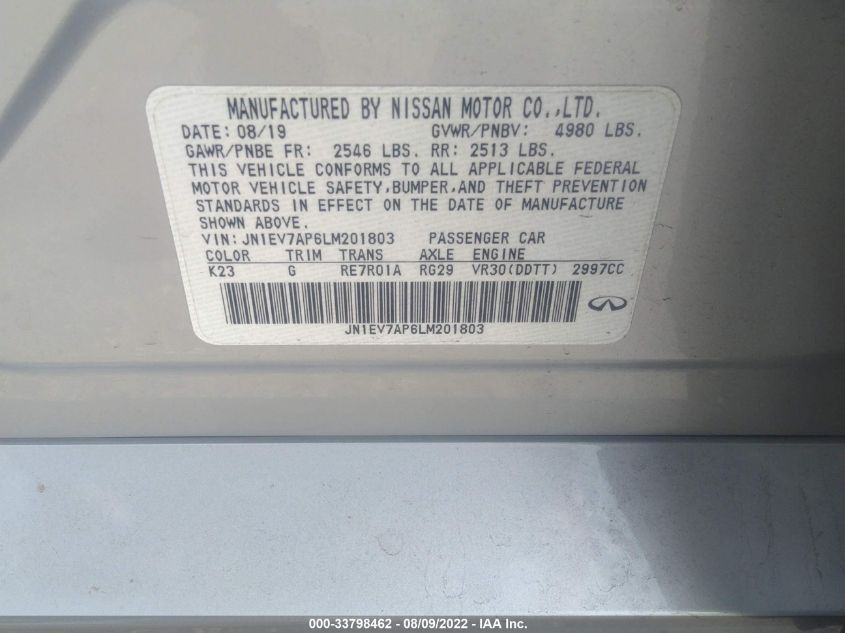 MANUFACTURED BY NISSAN MOTOR CO.,LTD.
DATE: 08/19 GVWR/PNBV: 4980 LBS.
GAWR/PNBE FR: 2546 LBS. RR: 2513 LBS.
THIS VEHICLE CONFORMS TO ALL APPLICABLE FEDERAL
MOTOR VEHICLE SAFETY,BUMPER,AND THEFT PREVENTION
STANDARDS IN EFFECT ON THE DATE OF MANUFACTURE
SHOWN ABOVE.
VIN:JN1EV7AP6LM201803 PASSENGER CAR
COLOR TRIM TRANS AXLE ENGINE
K23 G RE7R01A RG29 VR30(DDTT) 2997CC
JN1EV7AP6LM201803
000-33798462 - 08/09/2022 - IAA Inc.